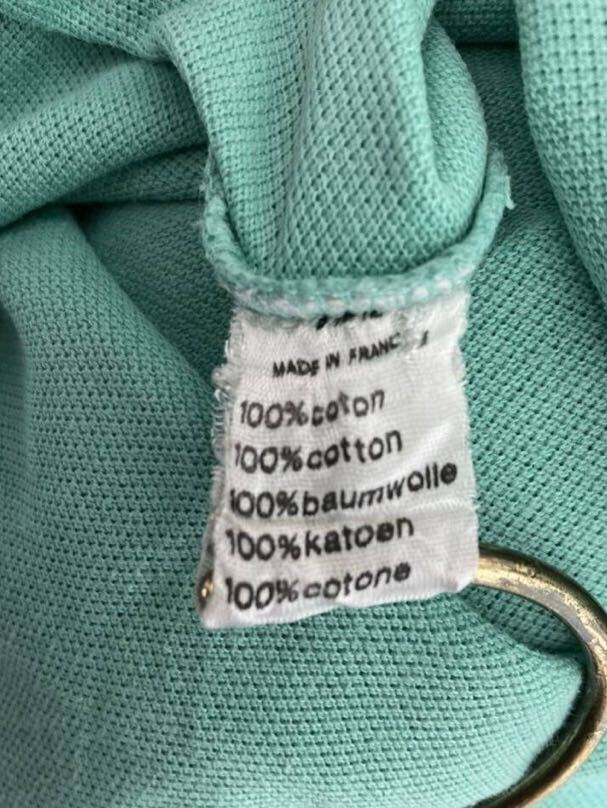 MADE IN FRANCE
100% coton
100% cotton
100% baumwolle
100% katoen
100% cotone